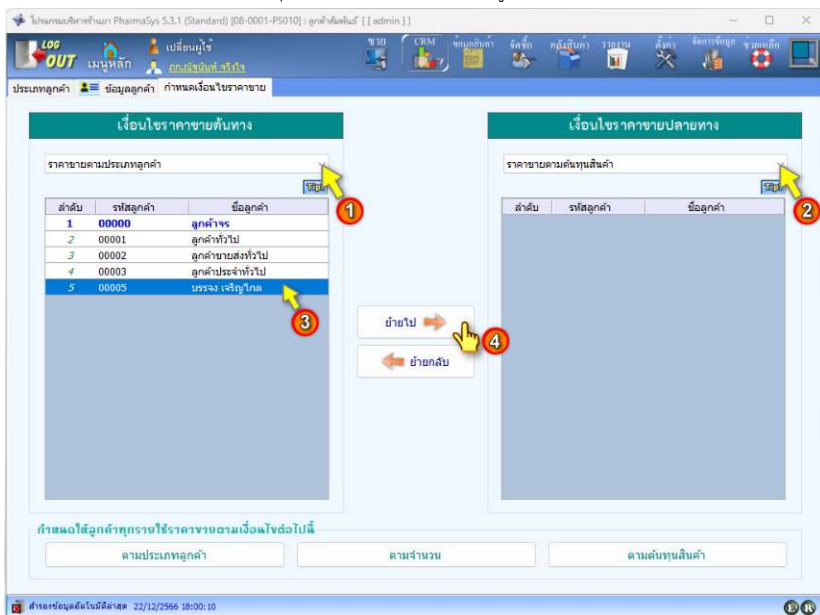 โปรแกรมบริหารร้านยา PharmaSys 5.3.1 (Standard) [08-0001-PS010] : ลูกค้าสัมพันธ์ [ [ admin ] ]
LOG OUT
เมนูหลัก
เปลี่ยนผู้ใช้
ขาย
CRM
ข้อมูลสินค้า
จัดซื้อ
คลังสินค้า
รายงาน
ตั้งค่า
จัดการข้อมูล
ช่วยเหลือ
ประเภทลูกค้า
ข้อมูลลูกค้า
กำหนดเงื่อนไขราคาขาย
เงื่อนไขราคาขายต้นทาง
เงื่อนไขราคาขายปลายทาง
ราคาขายตามประเภทลูกค้า
ราคาขายตามต้นทุนสินค้า
1
2
ลำดับ รหัสลูกค้า ชื่อลูกค้า
ลำดับ รหัสลูกค้า ชื่อลูกค้า
1 00000 ลูกค้าจร
2 00001 ลูกค้าทั่วไป
3 00002 ลูกค้าขายส่งทั่วไป
4 00003 ลูกค้าประจำทั่วไป
5 00005 บรรจง เจริญไกล
3
ย้ายไป
4
ย้ายกลับ
กำหนดให้ลูกค้าทุกรายใช้ราคาขายตามเงื่อนไขต่อไปนี้
ตามประเภทลูกค้า
ตามจำนวน
ตามต้นทุนสินค้า
สำรองข้อมูลอัตโนมัติล่าสุด 22/12/2566 18:00:10
E R